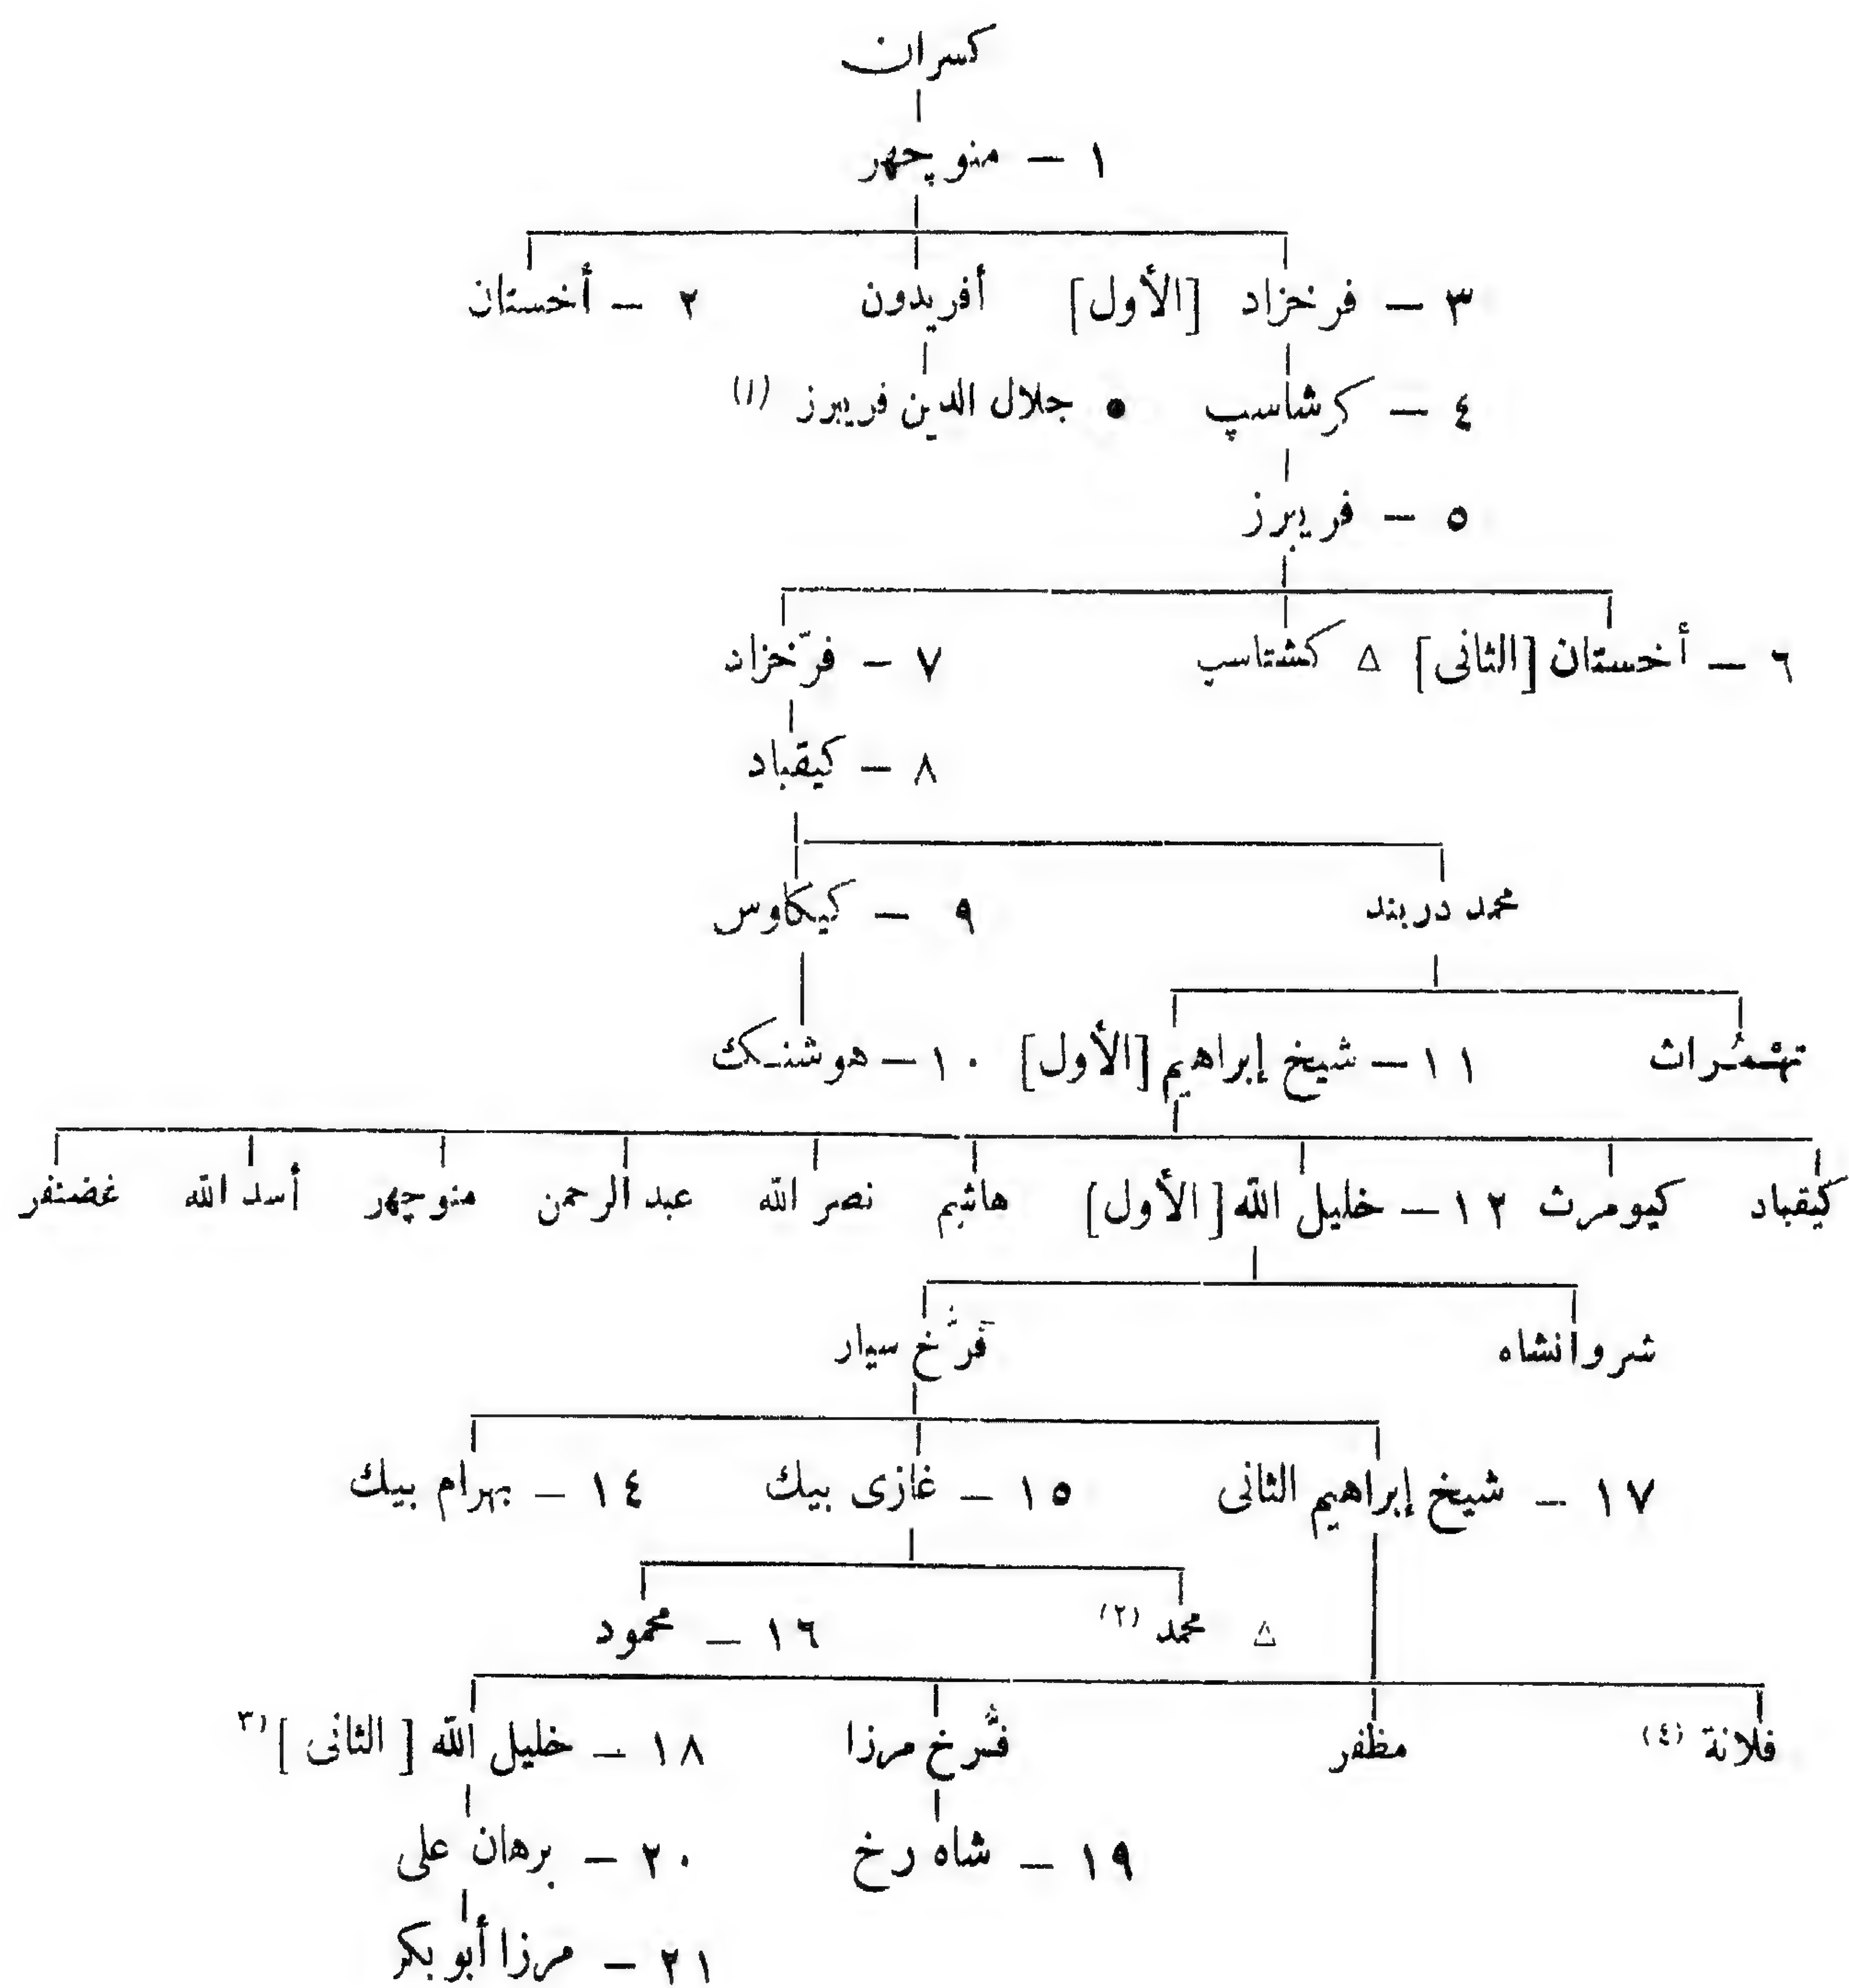 كسران
١ – منوچهر
٣ – فرخزاد [الأول] أفريدون ٢ – أخستان
٤ – كرشاسپ • جلال الدين فريبرز (١)
٥ – فريبرز
٦ – أخستان [الثانى] △ كشتاسب ٧ – فرّخزاد
٨ – كيقباد
محمد دربند ٩ – كيكاوس
تهْمُراث ١١ – شيخ إبراهيم [الأول] ١٠ – هوشنكك
كيقباد كيومرث ١٢ – خليل الله [الأول] هاشم نصر الله عبد الرحمن منوچهر أسد الله غضنفر
شروانشاه فرَّخ سيار
١٧ – شيخ إبراهيم الثانى ١٥ – غازى بيك ١٤ – بهرام بيك
△ محمد (٢) ١٦ – محمود
فلانة (٤) مظفر فُرَّخ مرزا ١٨ – خليل الله [الثانى] (٣
١٩ – شاه رخ ٢٠ – برهان على
٢١ – مرزا أبو بكر